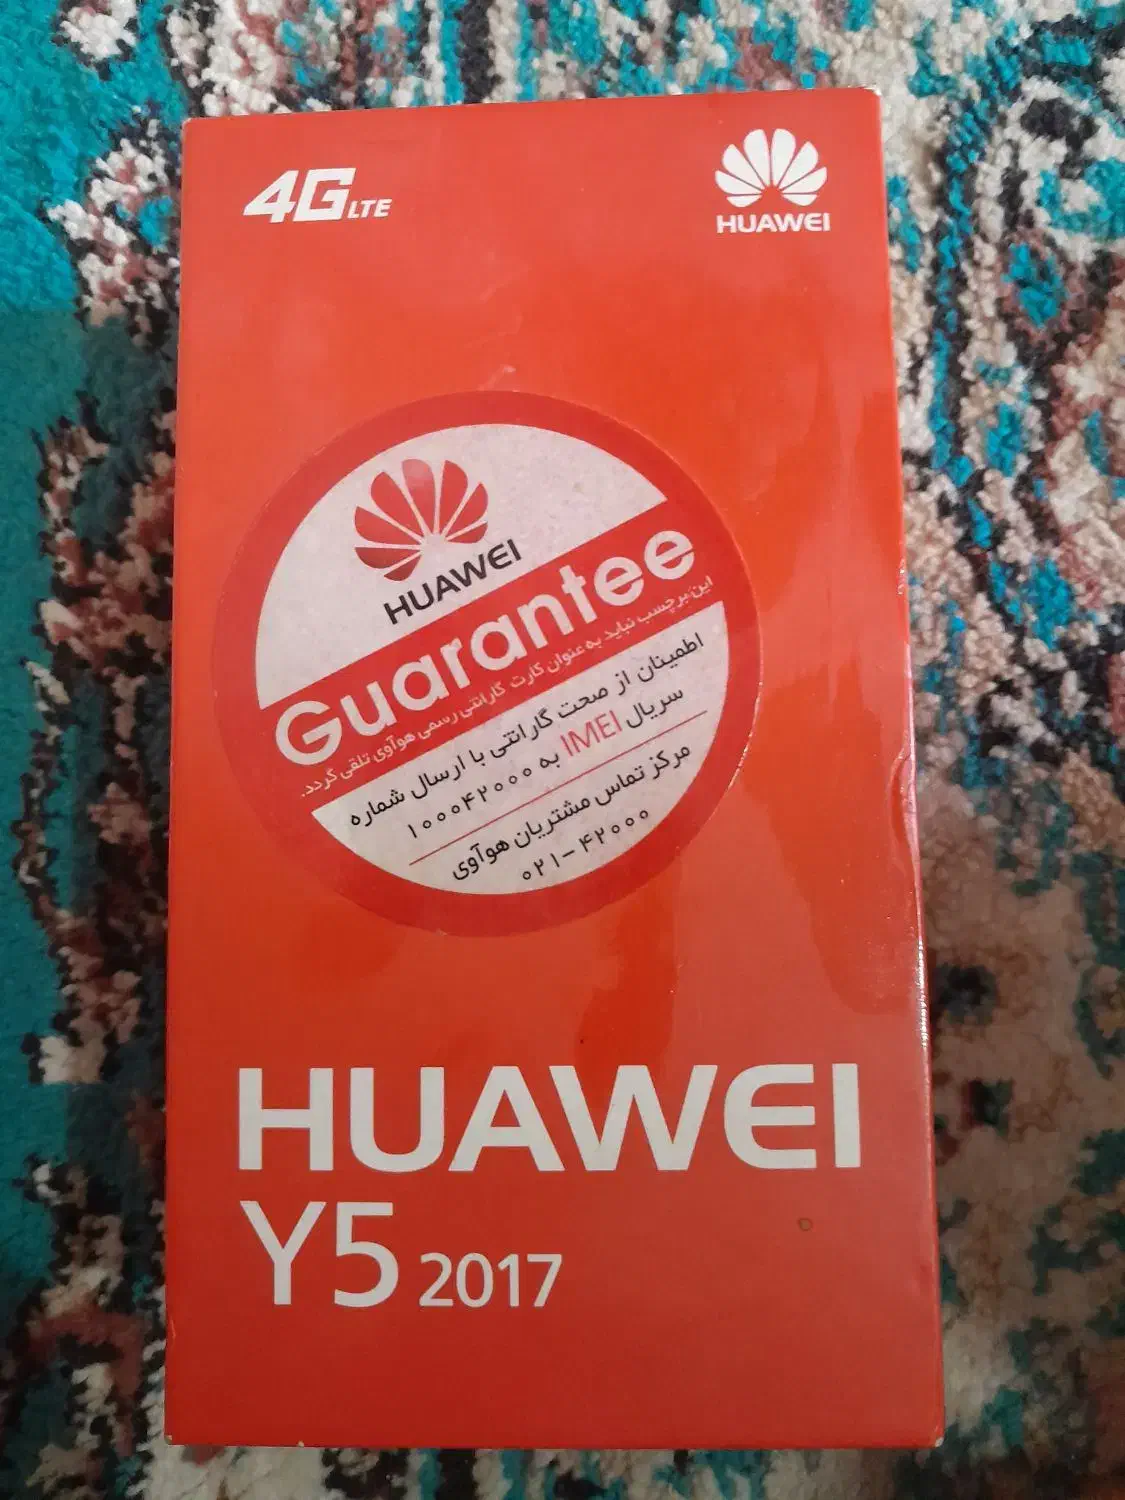 4G LTE
HUAWEI
HUAWEI
Guarantee
این برچسب نباید به عنوان کارت گارانتی رسمی هوآوی تلقی گردد.
اطمینان از صحت گارانتی با ارسال شماره
سریال IMEI به ۱۰۰۰۴۲۰۰۰
مرکز تماس مشتریان هوآوی
۰۲۱-۴۲۰۰۰
HUAWEI
Y5 2017